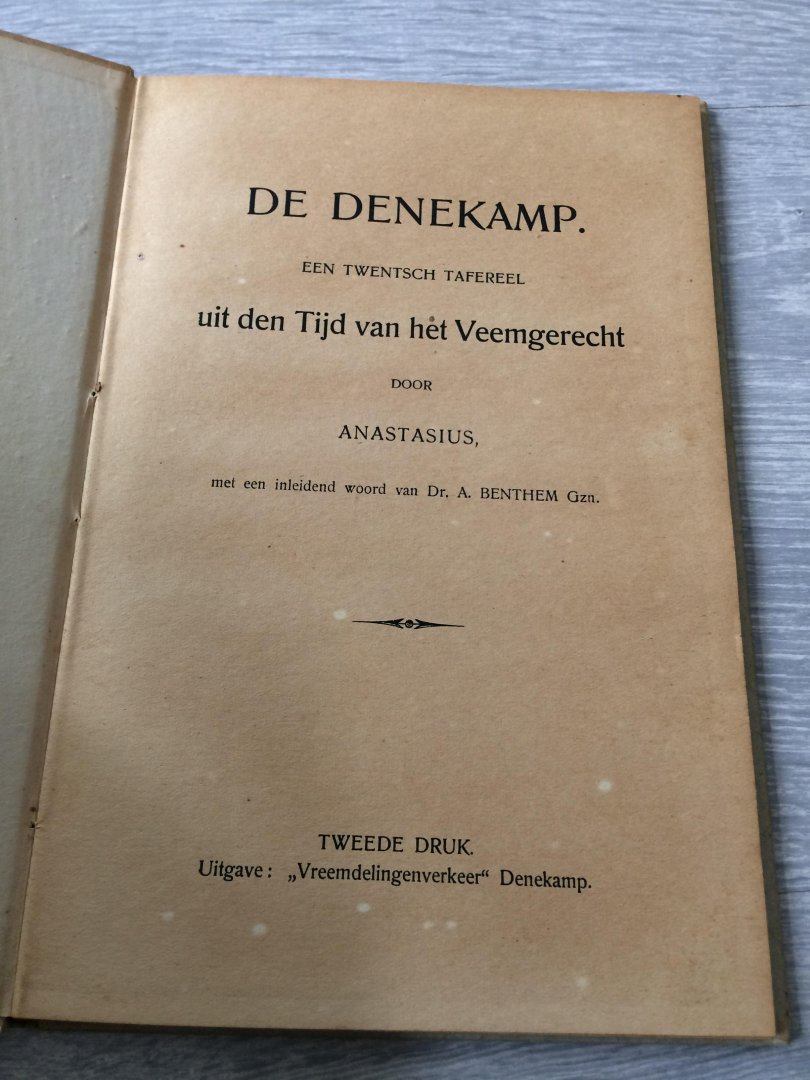 DE DENEKAMP.
EEN TWENTSCH TAFEREEL
uit den Tijd van het Veemgerecht
DOOR
ANASTASIUS,
met een inleidend woord van Dr. A. BENTHEM Gzn.
TWEEDE DRUK.
Uitgave: „Vreemdelingenverkeer“ Denekamp.